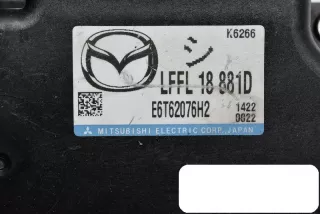 K6266
シ
LFFL 18 881D
E6T62076H2
1422
0822
MITSUBISHI ELECTRIC CORP. JAPAN